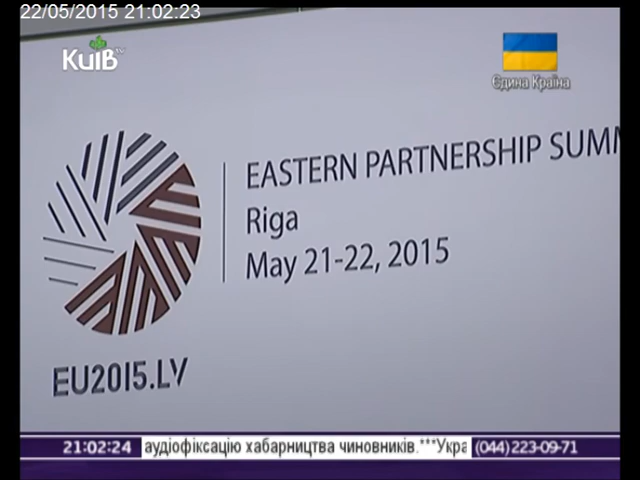 22/05/2015 21:02:23
КиїВ TV
Єдина Країна
EASTERN PARTNERSHIP SUMM
Riga
May 21-22, 2015
EU2015.LV
21:02:24 аудіофіксацію хабарництва чиновників.***Укра (044) 223-09-71